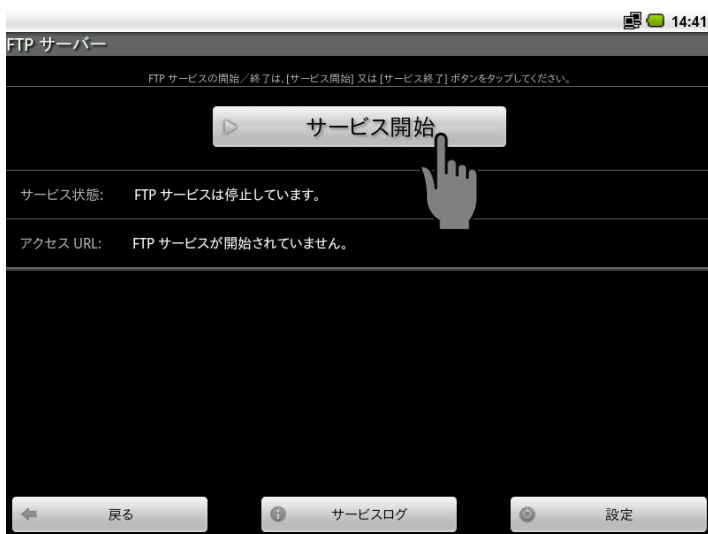 14:41
FTP サーバー
FTP サービスの開始／終了は、[サービス開始] 又は [サービス終了] ボタンをタップしてください。
サービス開始
サービス状態: FTP サービスは停止しています。
アクセス URL: FTP サービスが開始されていません。
戻る サービスログ 設定